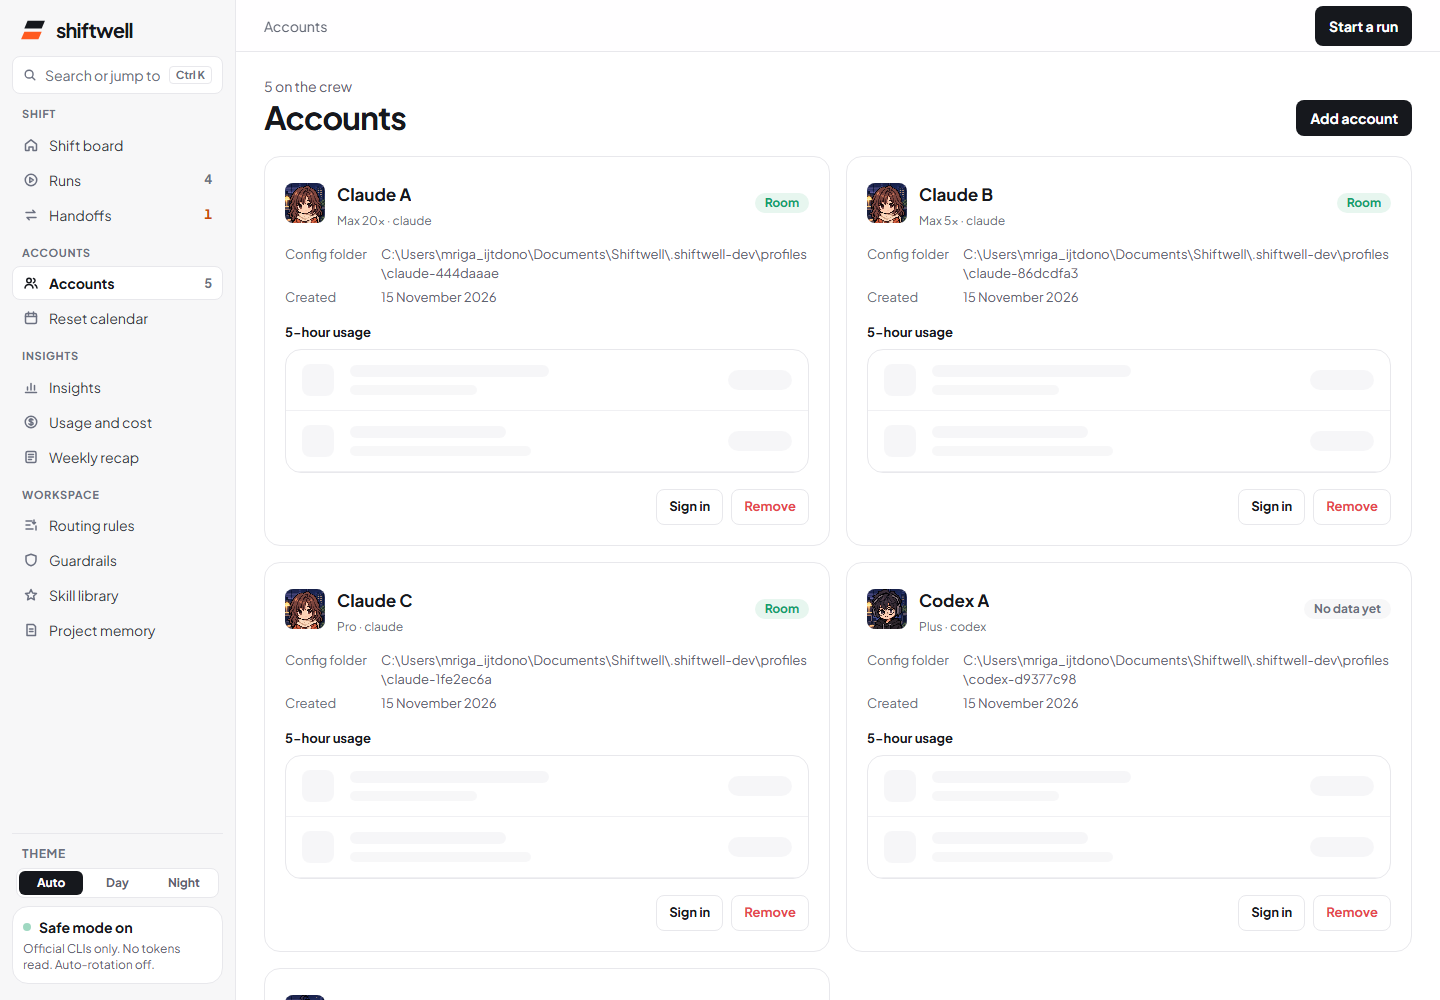 shiftwell
Search or jump to
Ctrl K
SHIFT
Shift board
Runs 4
Handoffs 1
ACCOUNTS
Accounts 5
Reset calendar
INSIGHTS
Insights
Usage and cost
Weekly recap
WORKSPACE
Routing rules
Guardrails
Skill library
Project memory
THEME
Auto Day Night
Safe mode on
Official CLIs only. No tokens
read. Auto-rotation off.
Accounts
Start a run
5 on the crew
Accounts
Add account
Claude A
Max 20× · claude
Room
Config folder C:\Users\mriga_ijtdono\Documents\Shiftwell\.shiftwell-dev\profiles
\claude-444daaae
Created 15 November 2026
5-hour usage
Sign in Remove
Claude B
Max 5× · claude
Room
Config folder C:\Users\mriga_ijtdono\Documents\Shiftwell\.shiftwell-dev\profiles
\claude-86dcdfa3
Created 15 November 2026
5-hour usage
Sign in Remove
Claude C
Pro · claude
Room
Config folder C:\Users\mriga_ijtdono\Documents\Shiftwell\.shiftwell-dev\profiles
\claude-1fe2ec6a
Created 15 November 2026
5-hour usage
Sign in Remove
Codex A
Plus · codex
No data yet
Config folder C:\Users\mriga_ijtdono\Documents\Shiftwell\.shiftwell-dev\profiles
\codex-d9377c98
Created 15 November 2026
5-hour usage
Sign in Remove